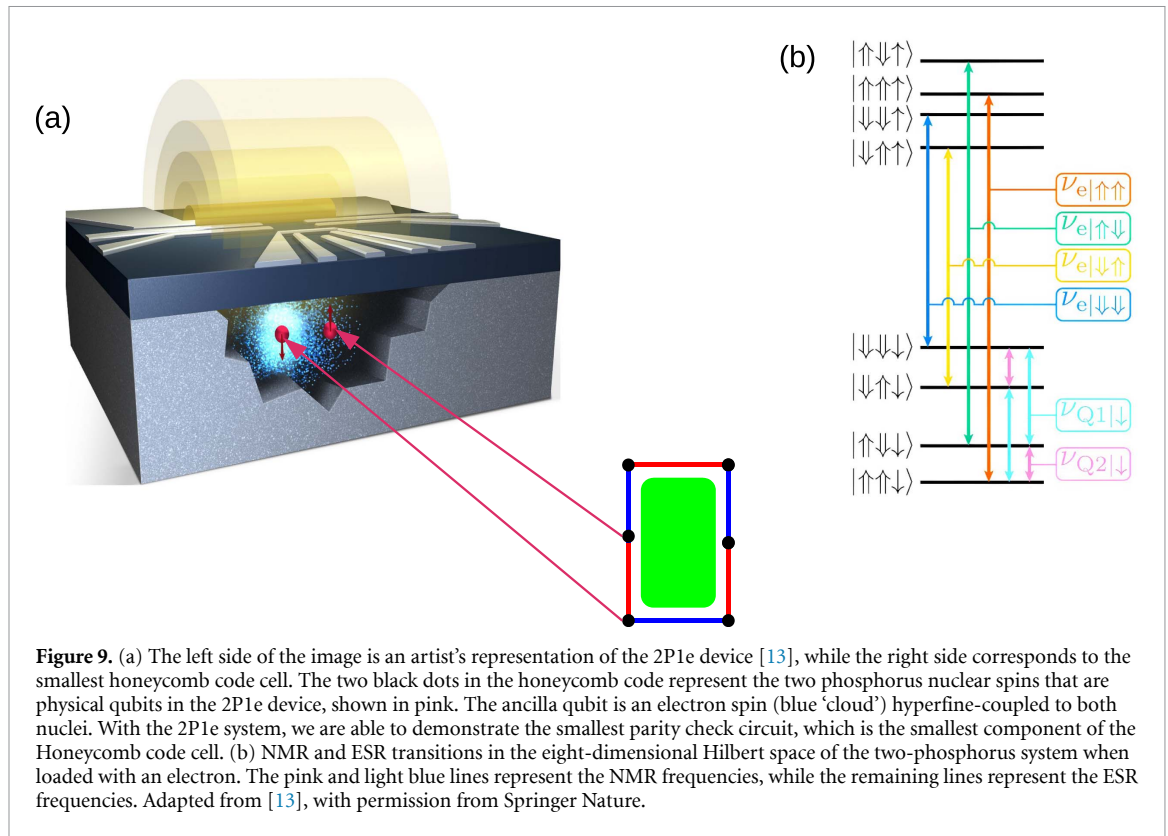 (a)
(b)
|⇑⇓↑⟩
|⇑⇑↑⟩
|⇓⇓↑⟩
|⇓⇑↑⟩
νe|⇑⇑
νe|⇑⇓
νe|⇓⇑
νe|⇓⇓
|⇓⇓↓⟩
|⇓⇑↓⟩
νQ1|↓
|⇑⇓↓⟩
νQ2|↓
|⇑⇑↓⟩
Figure 9. (a) The left side of the image is an artist's representation of the 2P1e device [13], while the right side corresponds to the
smallest honeycomb code cell. The two black dots in the honeycomb code represent the two phosphorus nuclear spins that are
physical qubits in the 2P1e device, shown in pink. The ancilla qubit is an electron spin (blue 'cloud') hyperfine-coupled to both
nuclei. With the 2P1e system, we are able to demonstrate the smallest parity check circuit, which is the smallest component of the
Honeycomb code cell. (b) NMR and ESR transitions in the eight-dimensional Hilbert space of the two-phosphorus system when
loaded with an electron. The pink and light blue lines represent the NMR frequencies, while the remaining lines represent the ESR
frequencies. Adapted from [13], with permission from Springer Nature.